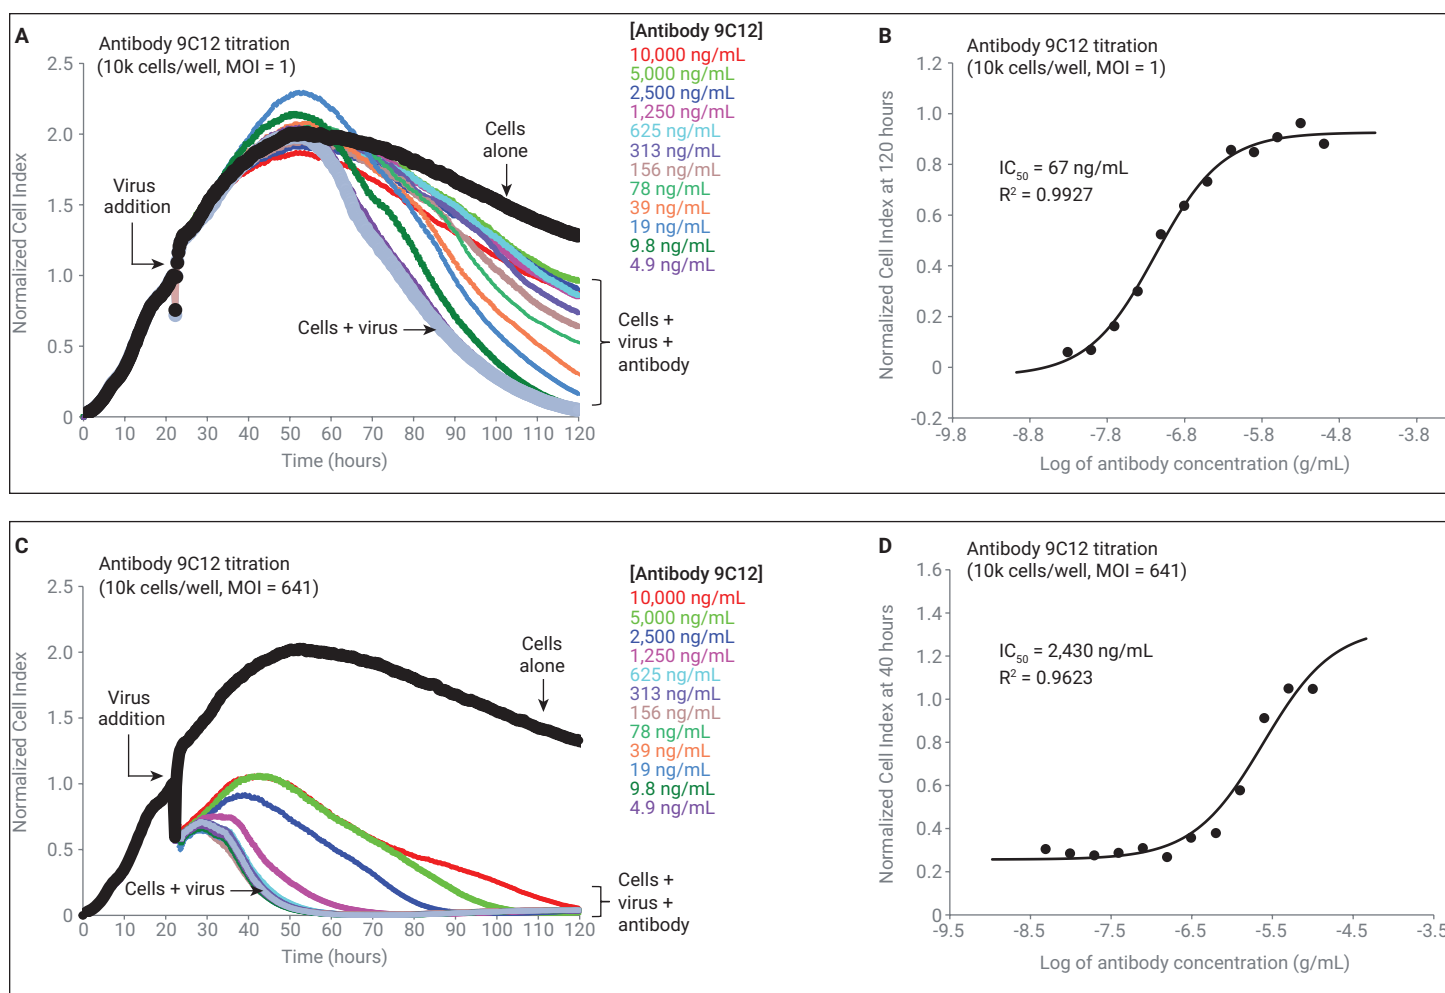 A
Antibody 9C12 titration
(10k cells/well, MOI = 1)
Normalized Cell Index
2.5
2.0
1.5
1.0
0.5
0
0 10 20 30 40 50 60 70 80 90 100 110 120
Time (hours)
Virus
addition
Cells
alone
Cells + virus
Cells +
virus +
antibody
[Antibody 9C12]
10,000 ng/mL
5,000 ng/mL
2,500 ng/mL
1,250 ng/mL
625 ng/mL
313 ng/mL
156 ng/mL
78 ng/mL
39 ng/mL
19 ng/mL
9.8 ng/mL
4.9 ng/mL
B
Antibody 9C12 titration
(10k cells/well, MOI = 1)
Normalized Cell Index at 120 hours
1.2
1.0
0.8
0.6
0.4
0.2
0
-0.2
-9.8 -8.8 -7.8 -6.8 -5.8 -4.8 -3.8
Log of antibody concentration (g/mL)
IC50 = 67 ng/mL
R² = 0.9927
C
Antibody 9C12 titration
(10k cells/well, MOI = 641)
Normalized Cell Index
2.5
2.0
1.5
1.0
0.5
0
0 10 20 30 40 50 60 70 80 90 100 110 120
Time (hours)
Virus
addition
Cells
alone
Cells + virus
Cells +
virus +
antibody
[Antibody 9C12]
10,000 ng/mL
5,000 ng/mL
2,500 ng/mL
1,250 ng/mL
625 ng/mL
313 ng/mL
156 ng/mL
78 ng/mL
39 ng/mL
19 ng/mL
9.8 ng/mL
4.9 ng/mL
D
Antibody 9C12 titration
(10k cells/well, MOI = 641)
Normalized Cell Index at 40 hours
1.6
1.4
1.2
1.0
0.8
0.6
0.4
0.2
0
-9.5 -8.5 -7.5 -6.5 -5.5 -4.5 -3.5
Log of antibody concentration (g/mL)
IC50 = 2,430 ng/mL
R² = 0.9623